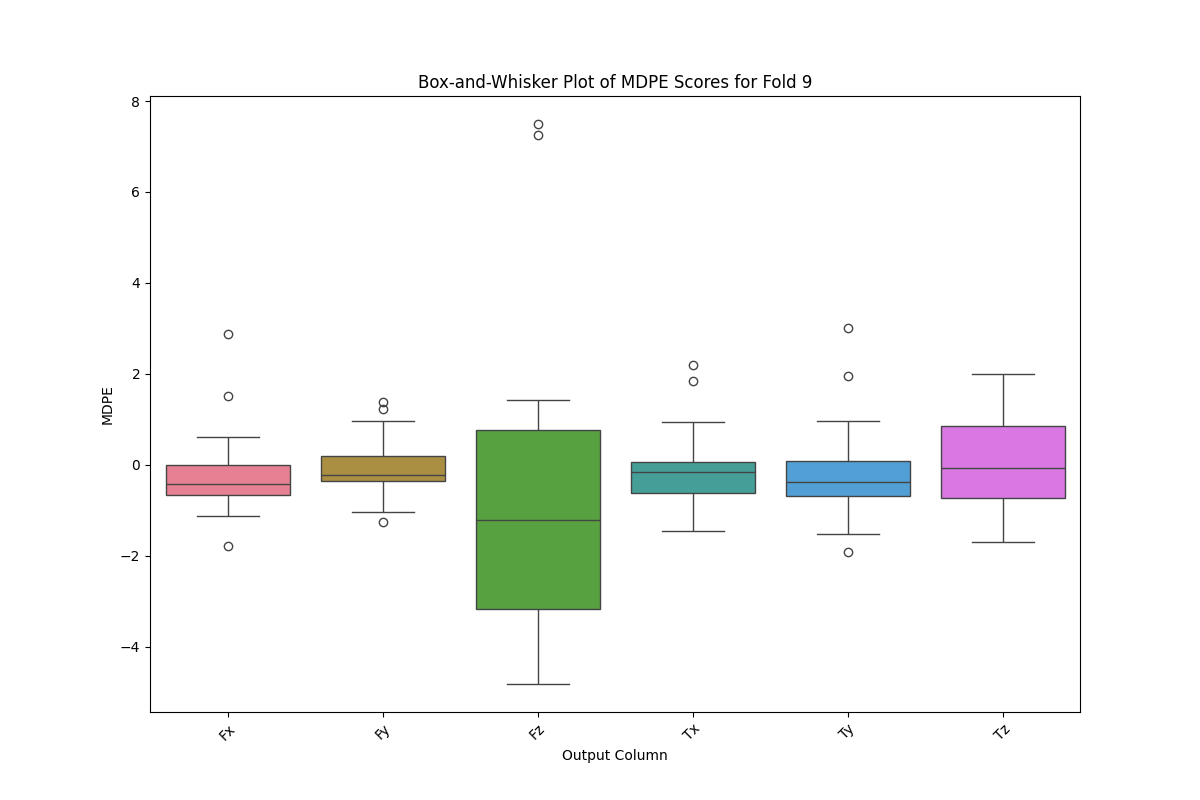 Box-and-Whisker Plot of MDPE Scores for Fold 9
8
6
4
2
0
−2
−4
MDPE
Fx
Fy
Fz
Tx
Ty
Tz
Output Column